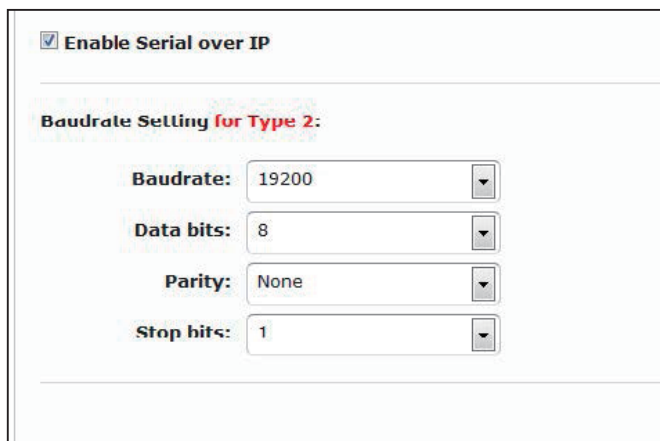 Enable Serial over IP
Baudrate Setting for Type 2:
Baudrate: 19200
Data bits: 8
Parity: None
Stop bits: 1